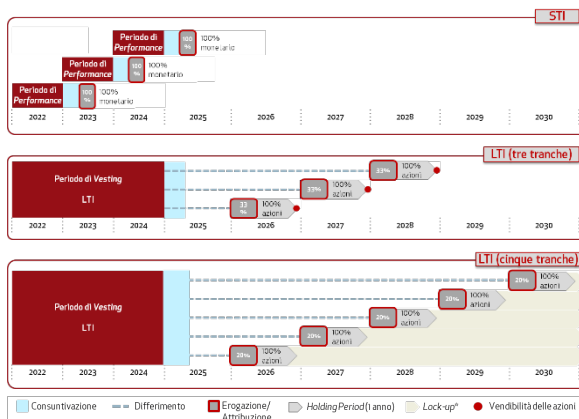 STI
Periodo di
Performance
100
%
100%
monetario
Periodo di
Performance
100
%
100%
monetario
Periodo di
Performance
100
%
100%
monetario
2022 2023 2024 2025 2026 2027 2028 2029 2030
LTI (tre tranche)
Periodo di Vesting
LTI
33%
100%
azioni
33%
100%
azioni
33
%
100%
azioni
2022 2023 2024 2025 2026 2027 2028 2029 2030
LTI (cinque tranche)
Periodo di Vesting
LTI
20%
100%
azioni
20%
100%
azioni
20%
100%
azioni
20%
100%
azioni
20%
100%
azioni
2022 2023 2024 2025 2026 2027 2028 2029 2030
Consuntivazione Differimento Erogazione/
Attribuzione
Holding Period (1 anno) Lock-up* Vendibilità delle azioni